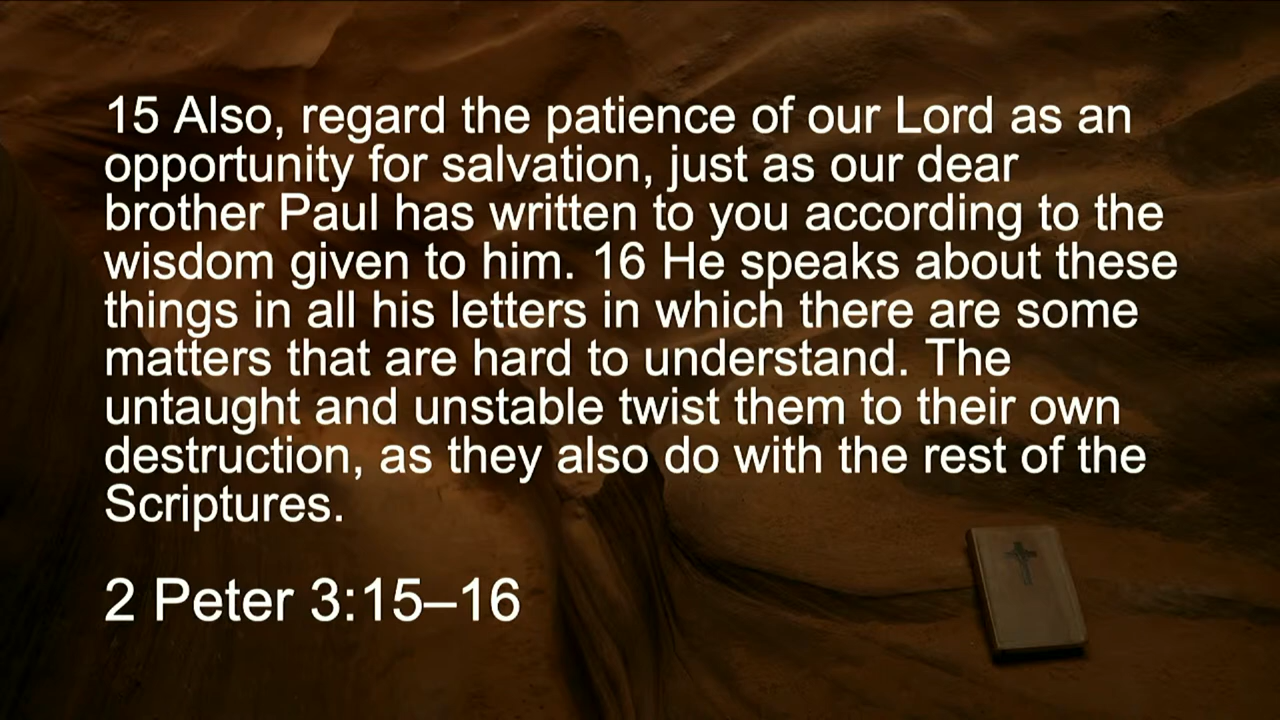 15 Also, regard the patience of our Lord as an
opportunity for salvation, just as our dear
brother Paul has written to you according to the
wisdom given to him. 16 He speaks about these
things in all his letters in which there are some
matters that are hard to understand. The
untaught and unstable twist them to their own
destruction, as they also do with the rest of the
Scriptures.
2 Peter 3:15–16